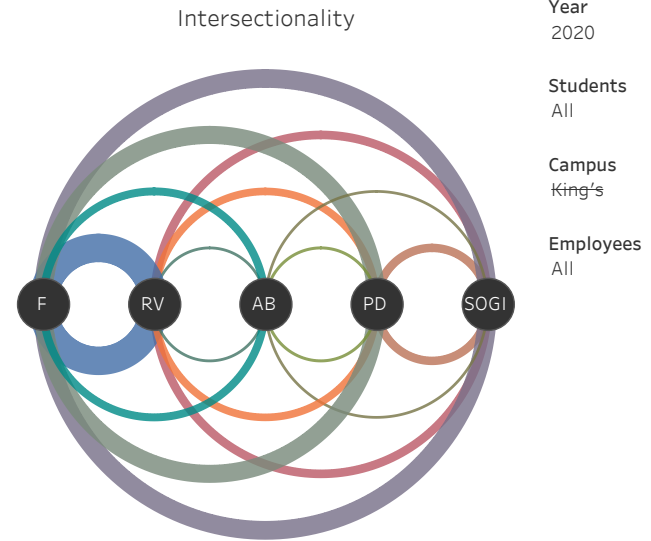 Intersectionality
Year
2020
Students
All
Campus
King's
Employees
All
F
RV
AB
PD
SOGI